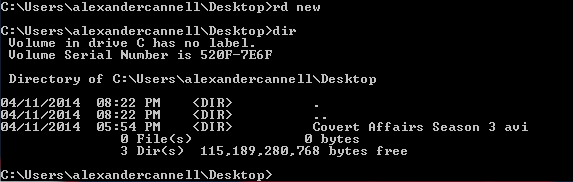 C:\Users\alexandercannell\Desktop>rd new
C:\Users\alexandercannell\Desktop>dir
Volume in drive C has no label.
Volume Serial Number is 520F-7E6F
Directory of C:\Users\alexandercannell\Desktop
04/11/2014 08:22 PM <DIR> .
04/11/2014 08:22 PM <DIR> ..
04/11/2014 05:54 PM <DIR> Covert Affairs Season 3 avi
0 File(s) 0 bytes
3 Dir(s) 115,189,280,768 bytes free
C:\Users\alexandercannell\Desktop>